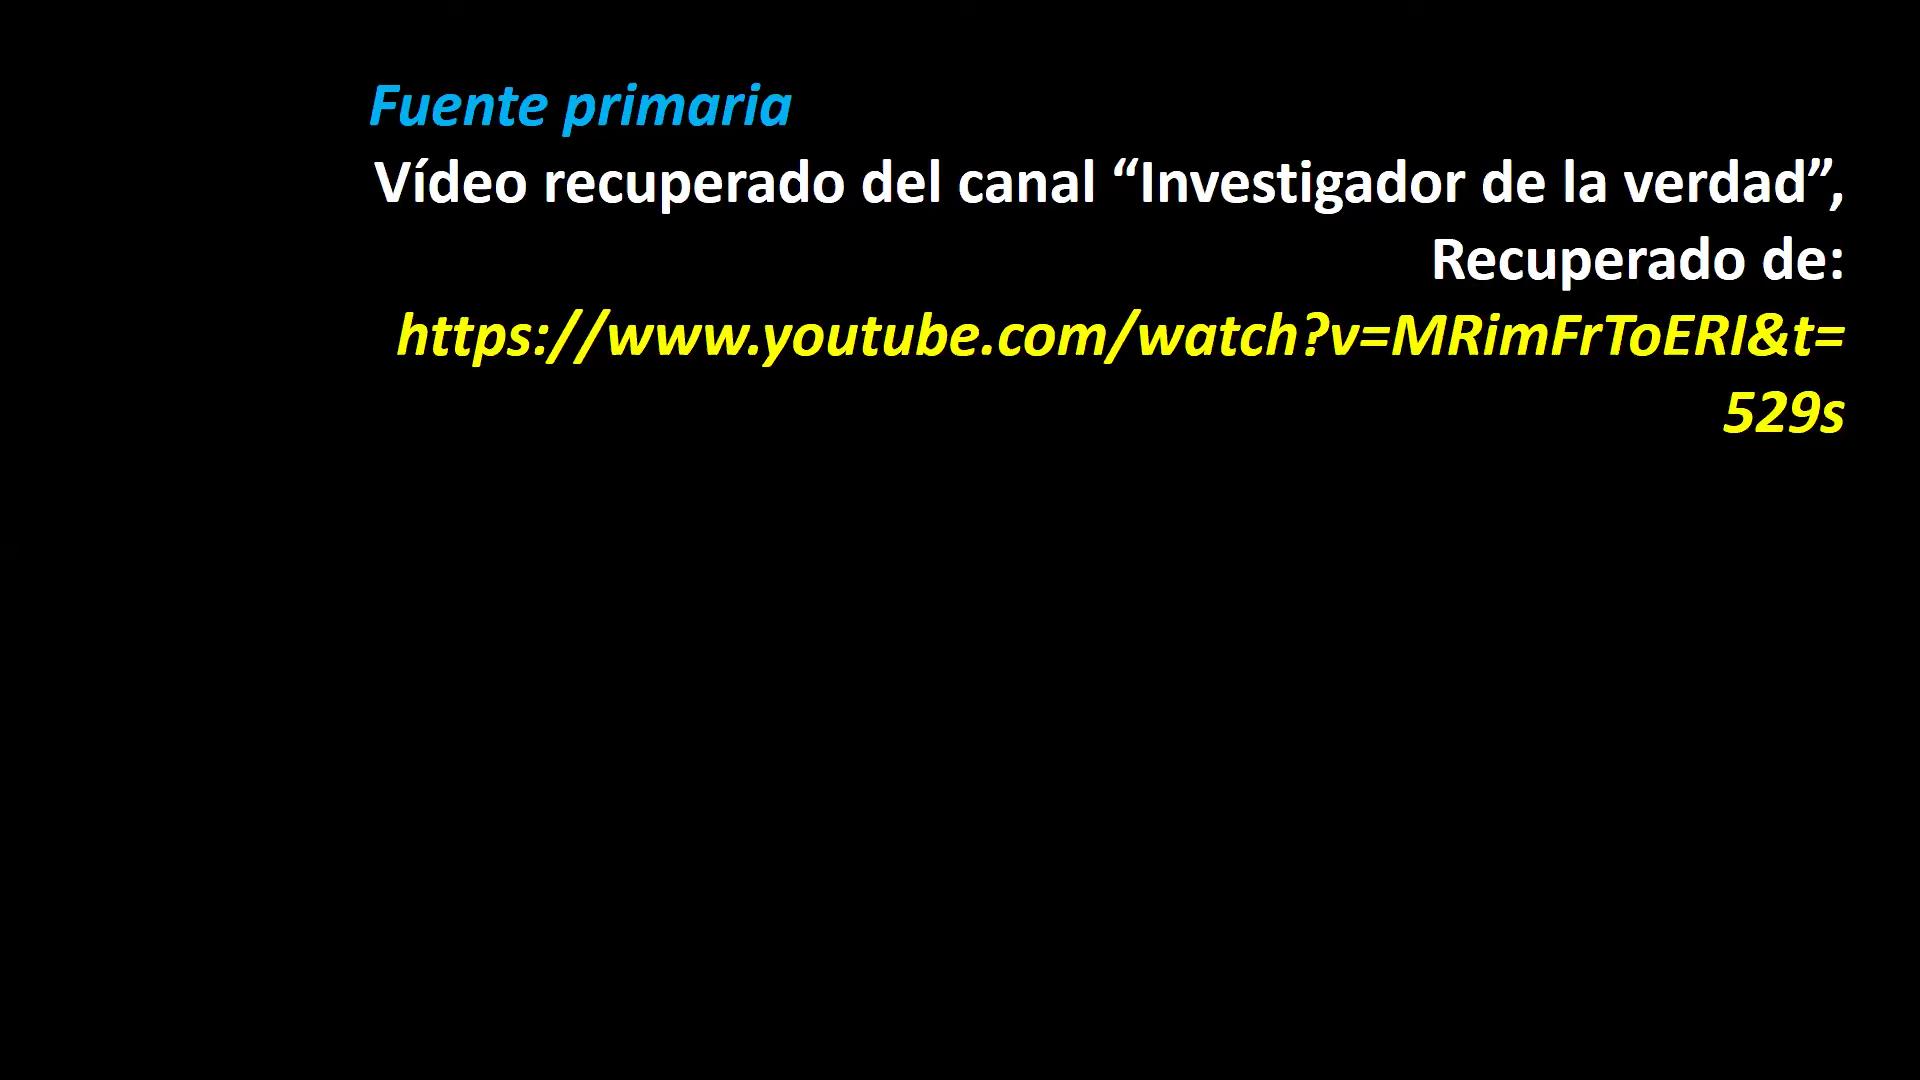 Fuente primaria
Vídeo recuperado del canal “Investigador de la verdad”,
Recuperado de:
https://www.youtube.com/watch?v=MRimFrToERI&t=
529s